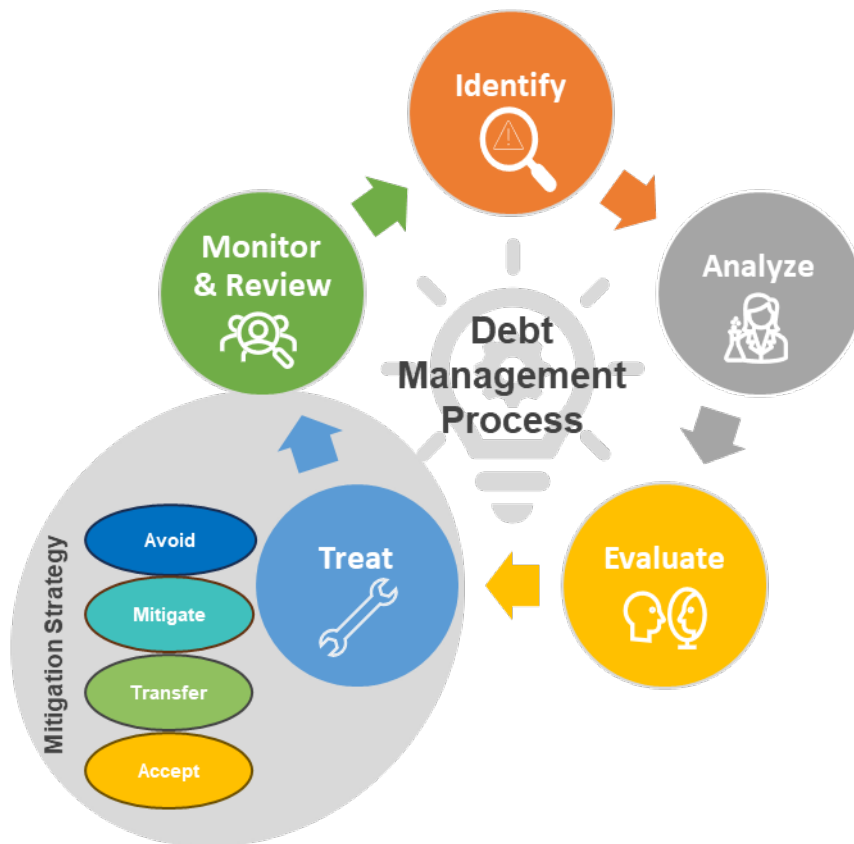 Identify
Monitor
& Review
Analyze
Debt
Management
Process
Treat
Evaluate
Mitigation Strategy
Avoid
Mitigate
Transfer
Accept